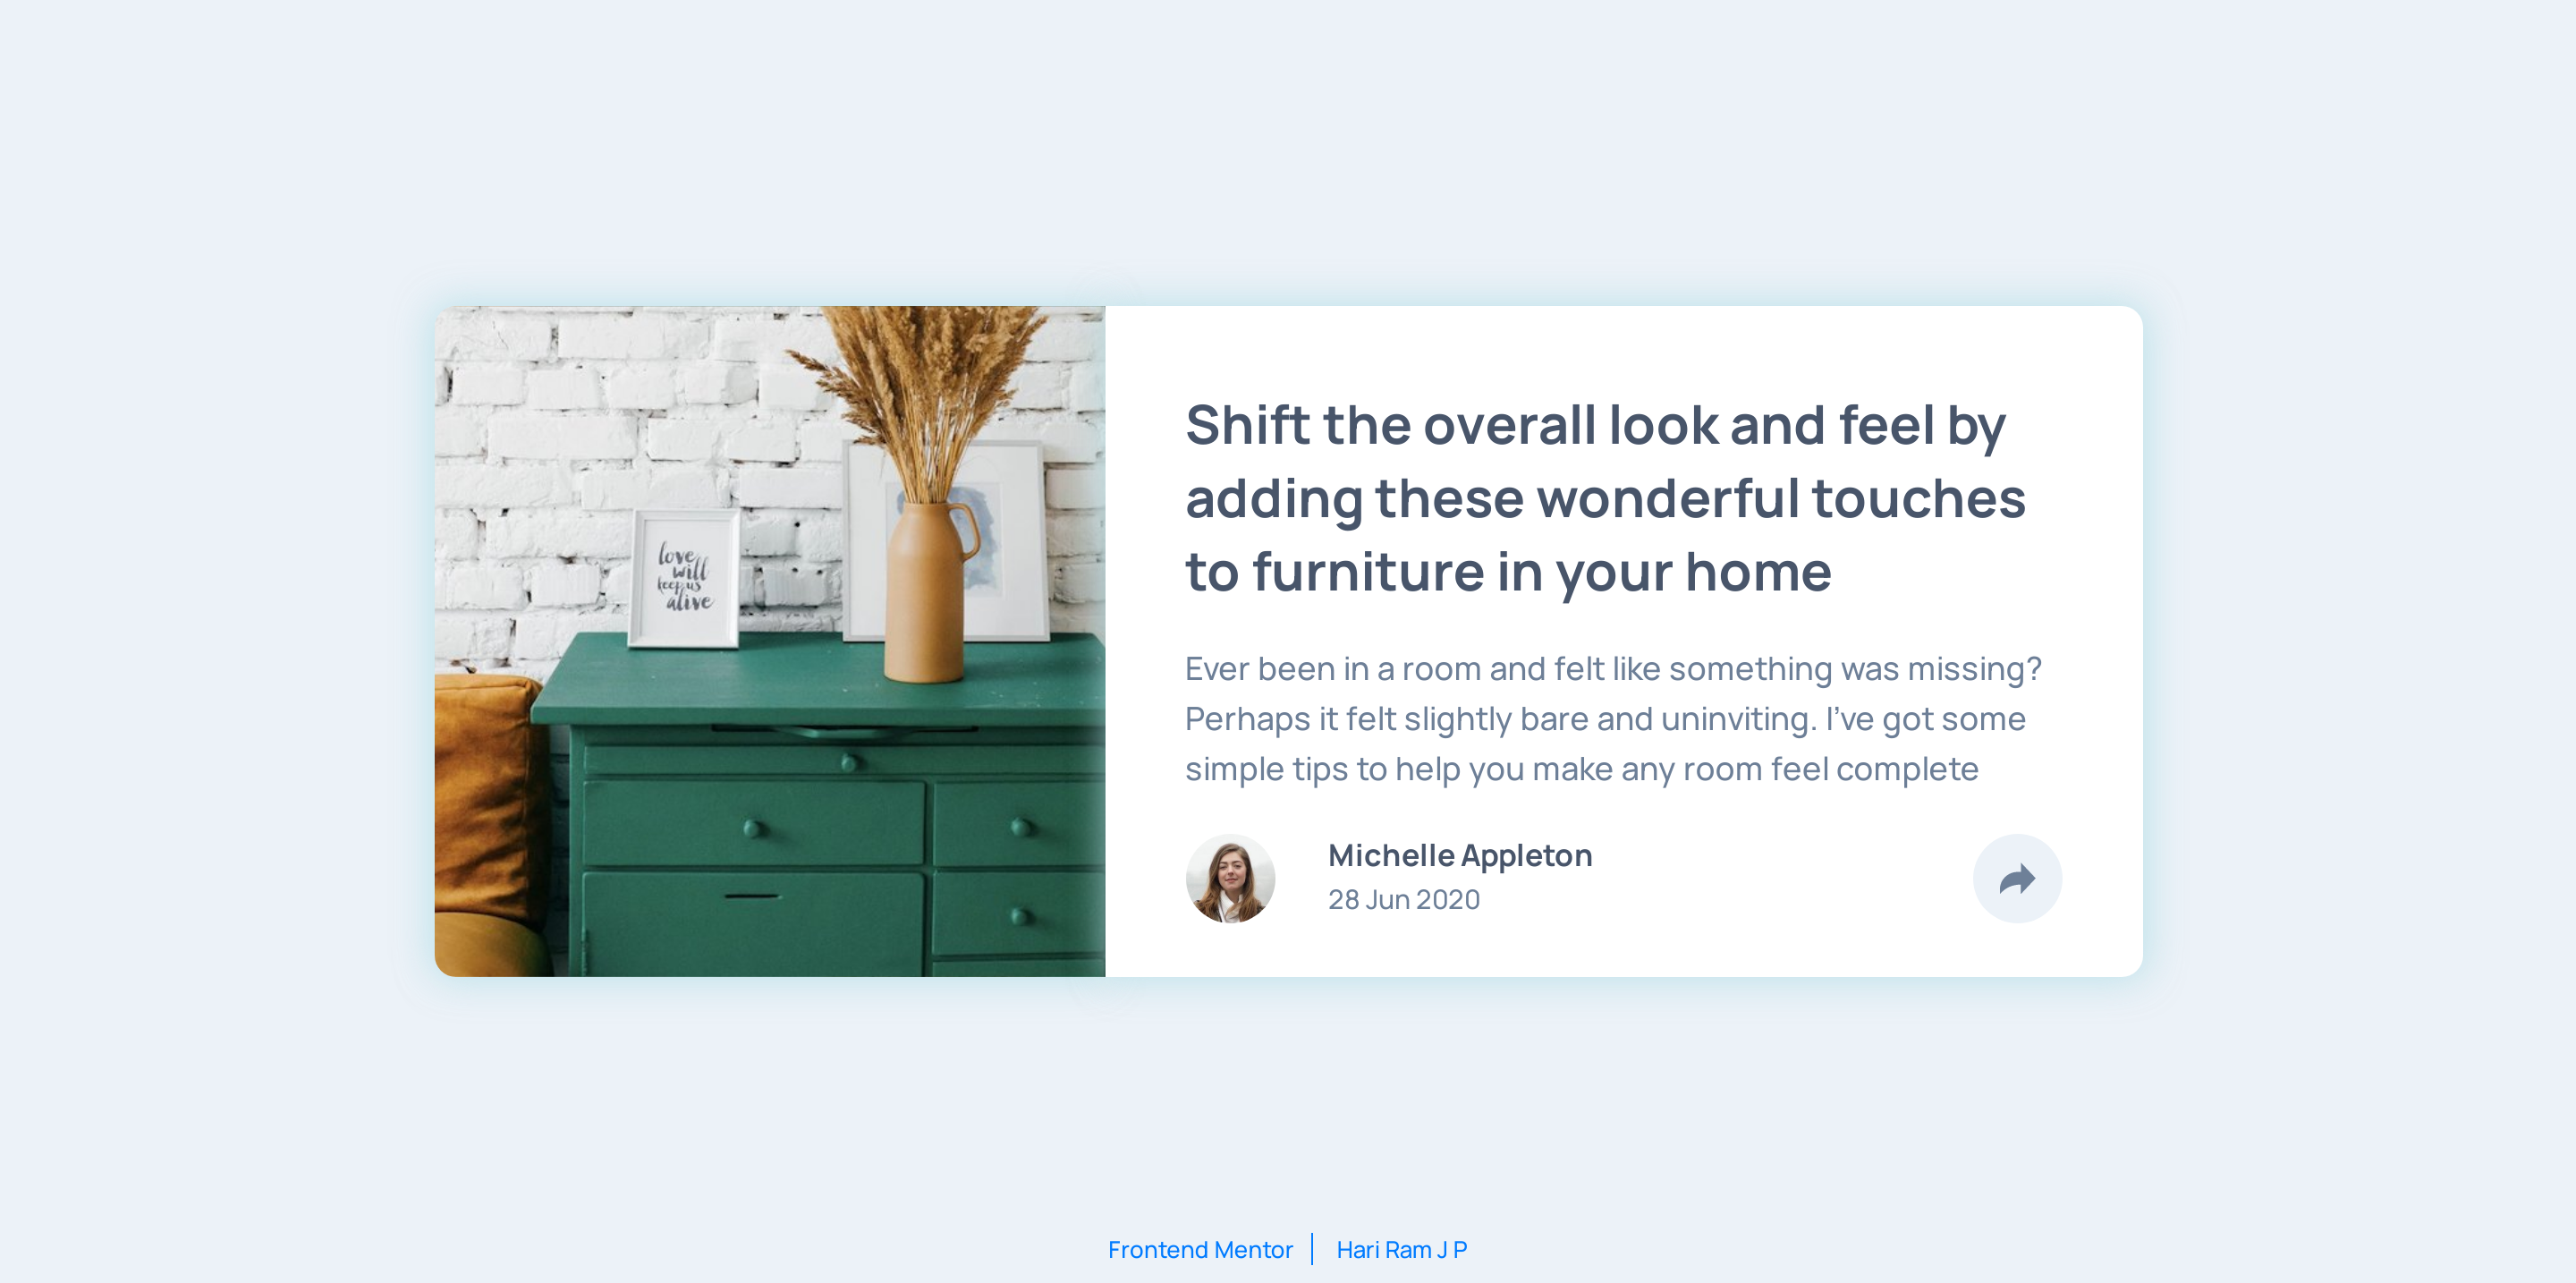 love
will
keep us
alive
Shift the overall look and feel by
adding these wonderful touches
to furniture in your home
Ever been in a room and felt like something was missing?
Perhaps it felt slightly bare and uninviting. I’ve got some
simple tips to help you make any room feel complete
Michelle Appleton
28 Jun 2020
Frontend Mentor
Hari Ram J P